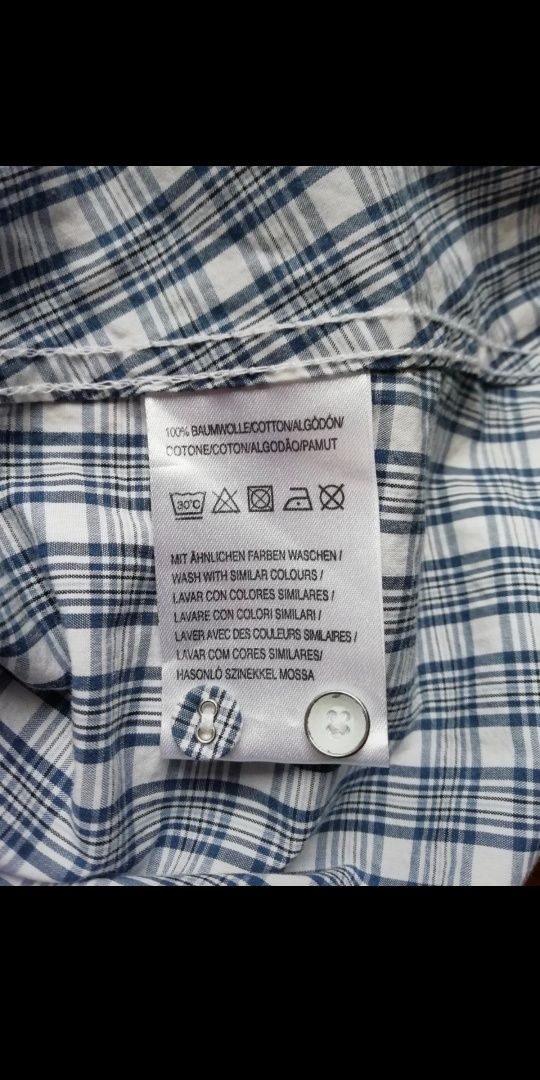 100% BAUMWOLLE/COTTON/ALGÓDÓN/
COTONE/COTON/ALGODÃO/PAMUT
30°C
MIT ÄHNLICHEN FARBEN WASCHEN /
WASH WITH SIMILAR COLOURS /
LAVAR CON COLORES SIMILARES /
LAVARE CON COLORI SIMILARI /
LAVER AVEC DES COULEURS SIMILAIRES /
LAVAR COM CORES SIMILARES/
HASONLÓ SZINEKKEL MOSSA